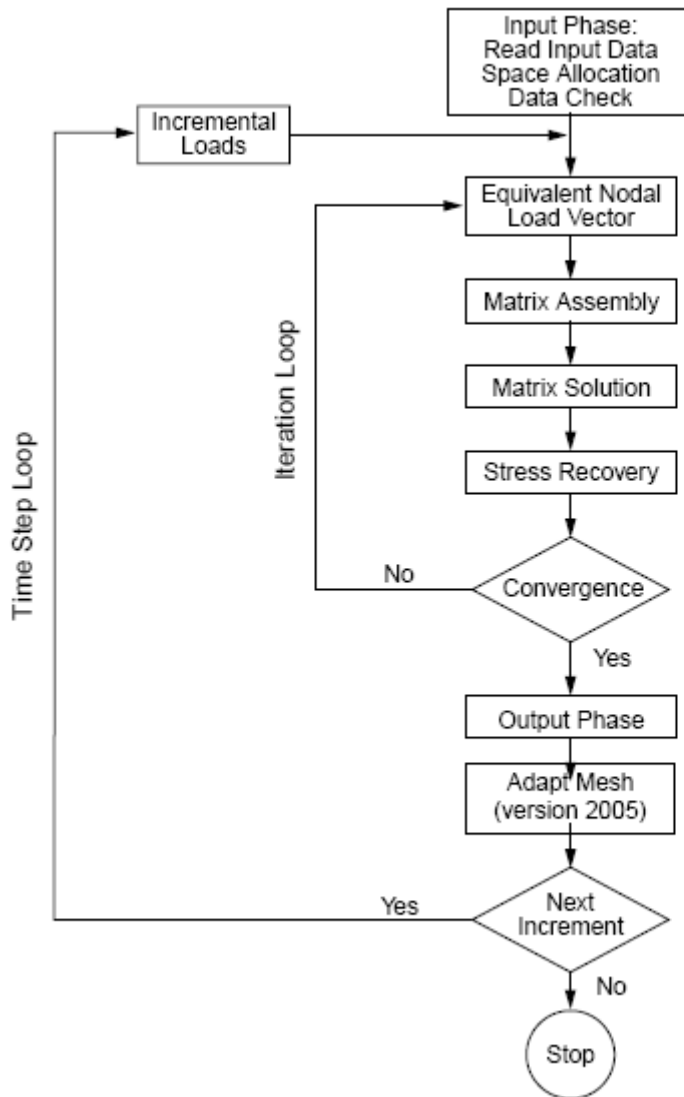 Input Phase:
Read Input Data
Space Allocation
Data Check
Incremental
Loads
Equivalent Nodal
Load Vector
Matrix Assembly
Matrix Solution
Stress Recovery
Iteration Loop
Time Step Loop
No
Convergence
Yes
Output Phase
Adapt Mesh
(version 2005)
Yes
Next
Increment
No
Stop